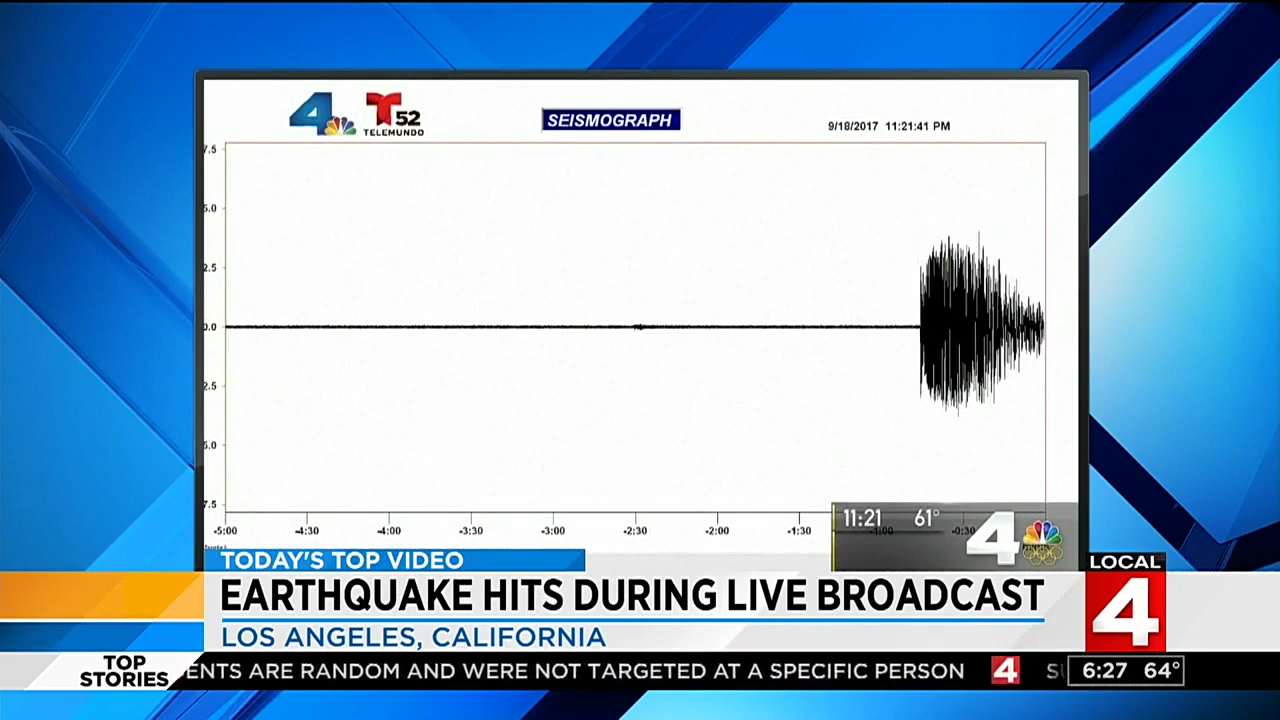 4
52
TELEMUNDO
SEISMOGRAPH
9/18/2017 11:21:41 PM
7.5
5.0
2.5
0.0
2.5
5.0
7.5
-5:00 -4:30 -4:00 -3:30 -3:00 -2:30 -2:00 -1:30 -1:00 -0:30
11:21 61°
4
TODAY'S TOP VIDEO
EARTHQUAKE HITS DURING LIVE BROADCAST
LOS ANGELES, CALIFORNIA
LOCAL
4
TOP
STORIES
ENTS ARE RANDOM AND WERE NOT TARGETED AT A SPECIFIC PERSON 4 6:27 64°